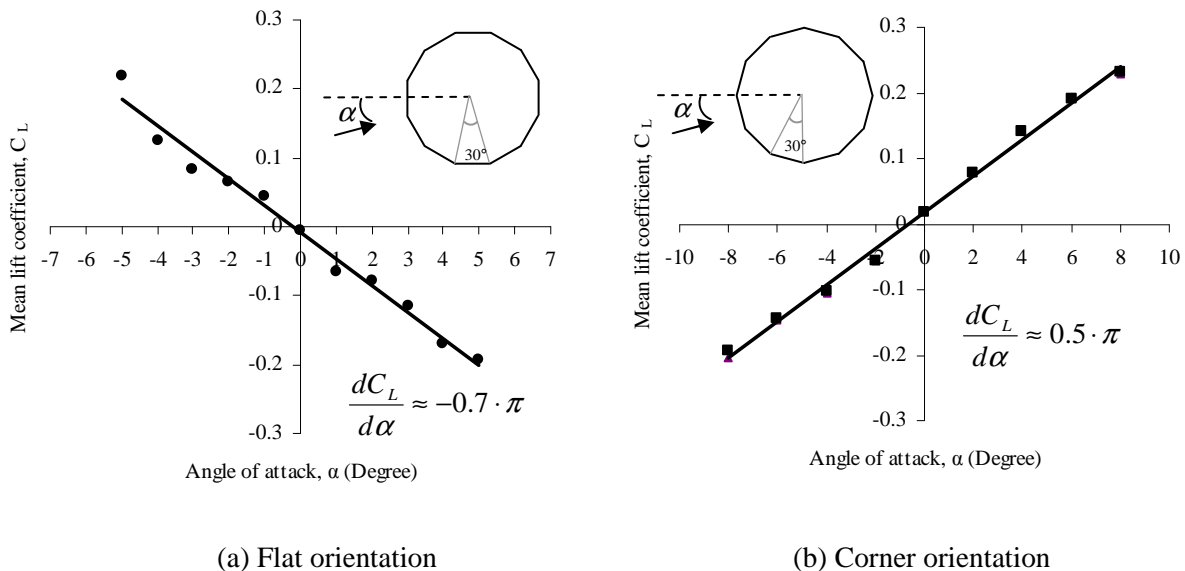 0.3
0.2
0.1
0
-0.1
-0.2
-0.3
-7 -6 -5 -4 -3 -2 -1 0 1 2 3 4 5 6 7
Mean lift coefficient, C L
Angle of attack, α (Degree)
α
30°
dC_L/dα ≈ −0.7 · π
(a) Flat orientation
0.3
0.2
0.1
0
-0.1
-0.2
-0.3
-10 -8 -6 -4 -2 0 2 4 6 8 10
Mean lift coefficient, C L
Angle of attack, α (Degree)
α
30°
dC_L/dα ≈ 0.5 · π
(b) Corner orientation